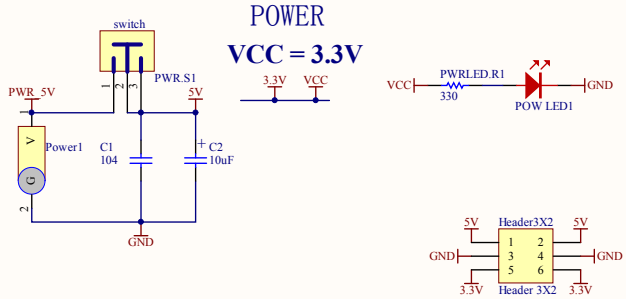 POWER
switch
VCC = 3.3V
PWR.S1
PWR_5V
1
2
3
5V
3.3V
VCC
VCC
PWRLED.R1
330
POW LED1
GND
1
V
Power1
G
2
C1
104
+
C2
10uF
GND
Header3X2
5V
5V
1 2
GND
3 4
GND
5 6
3.3V
Header 3X2
3.3V